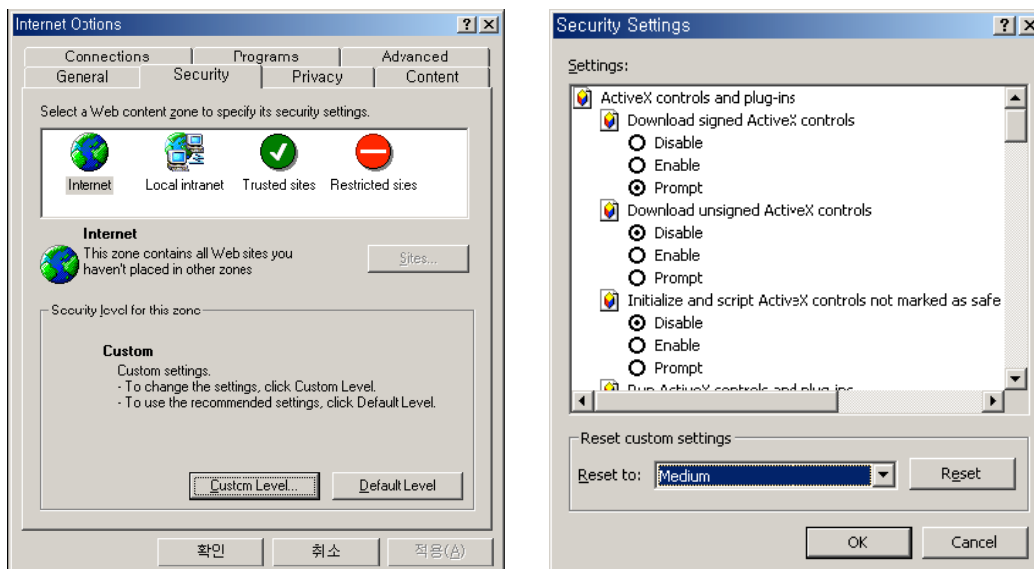 Internet Options
Connections Programs Advanced
General Security Privacy Content
Select a Web content zone to specify its security settings.
Internet Local intranet Trusted sites Restricted sites
Internet
This zone contains all Web sites you
haven't placed in other zones
Sites...
Security level for this zone
Custom
Custom settings.
- To change the settings, click Custom Level.
- To use the recommended settings, click Default Level.
Custom Level... Default Level
확인 취소 적용(A)
Security Settings
Settings:
ActiveX controls and plug-ins
Download signed ActiveX controls
Disable
Enable
Prompt
Download unsigned ActiveX controls
Disable
Enable
Prompt
Initialize and script ActiveX controls not marked as safe
Disable
Enable
Prompt
Run ActiveX controls and plug-ins
Reset custom settings
Reset to: Medium Reset
OK Cancel